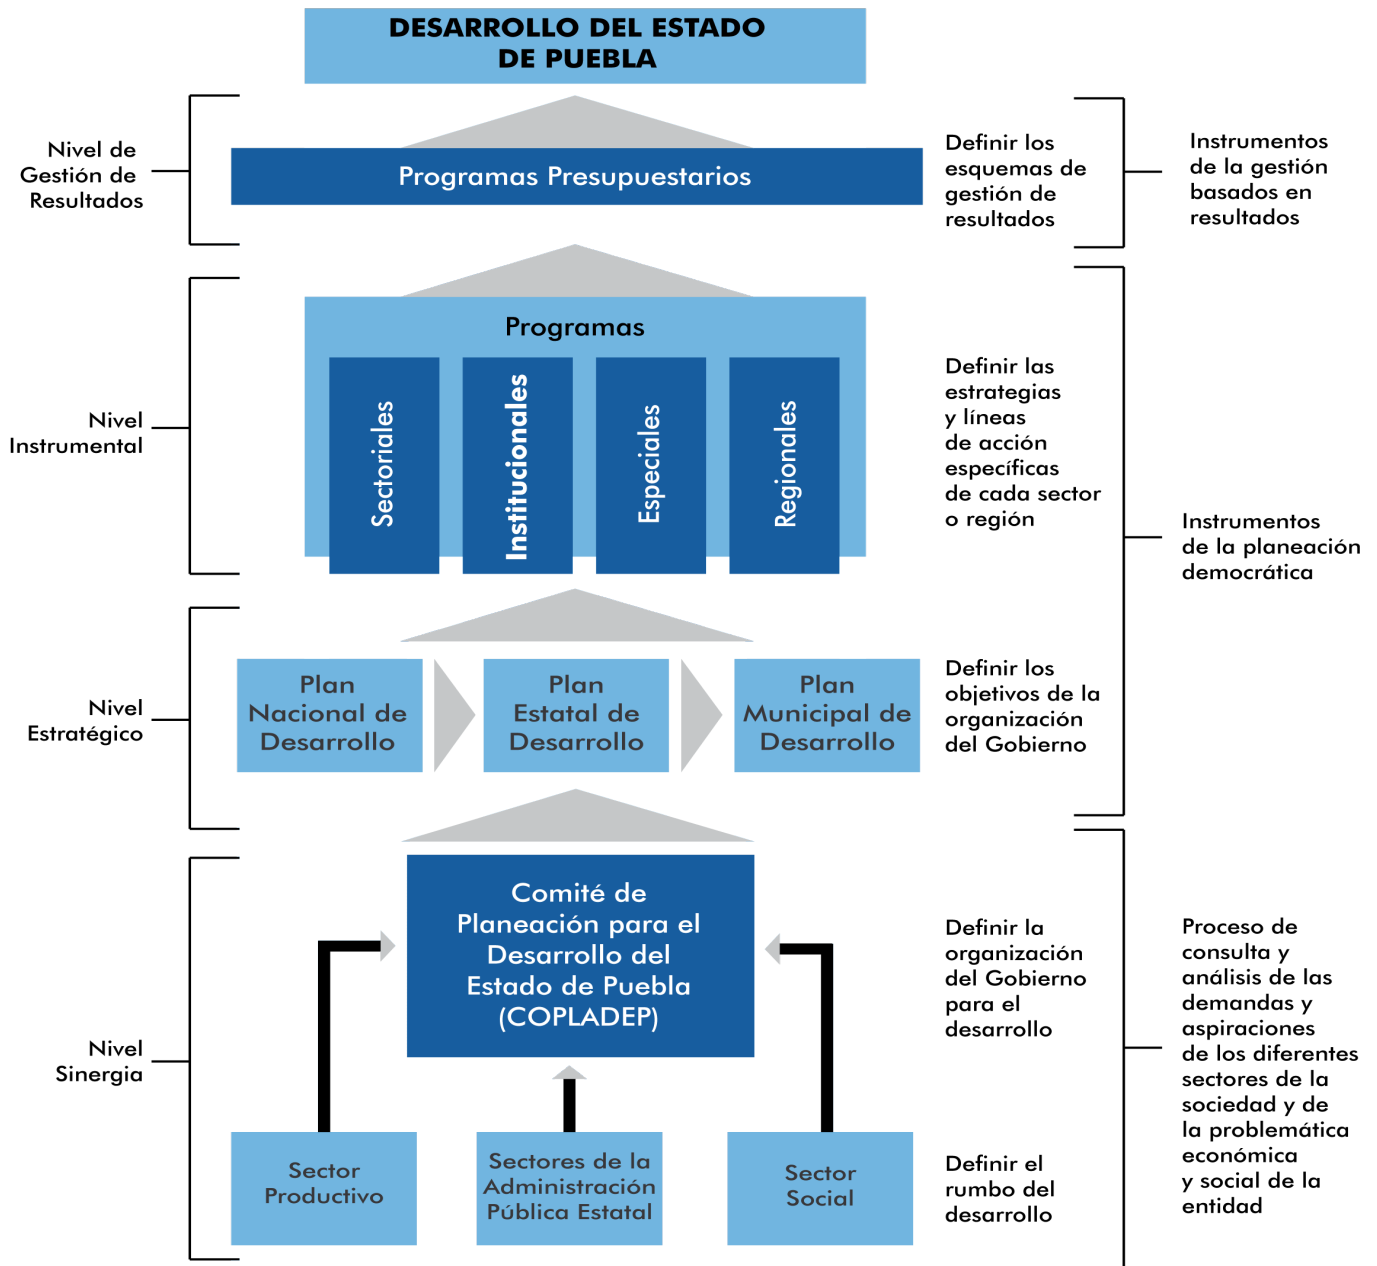 DESARROLLO DEL ESTADO
DE PUEBLA
Nivel de
Gestión de
Resultados
Programas Presupuestarios
Definir los
esquemas de
gestión de
resultados
Instrumentos
de la gestión
basados en
resultados
Nivel
Instrumental
Programas
Sectoriales
Institucionales
Especiales
Regionales
Definir las
estrategias
y líneas
de acción
específicas
de cada sector
o región
Instrumentos
de la planeación
democrática
Nivel
Estratégico
Plan
Nacional de
Desarrollo
Plan
Estatal de
Desarrollo
Plan
Municipal de
Desarrollo
Definir los
objetivos de la
organización
del Gobierno
Nivel
Sinergia
Comité de
Planeación para el
Desarrollo del
Estado de Puebla
(COPLADEP)
Definir la
organización
del Gobierno
para el
desarrollo
Proceso de
consulta y
análisis de las
demandas y
aspiraciones
de los diferentes
sectores de la
sociedad y de
la problemática
económica
y social de la
entidad
Sector
Productivo
Sectores de la
Administración
Pública Estatal
Sector
Social
Definir el
rumbo del
desarrollo